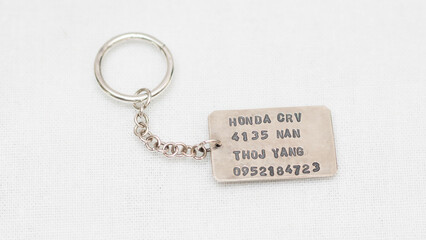 HONDA CRV
4135 NAN
THOJ YANG
0952184723